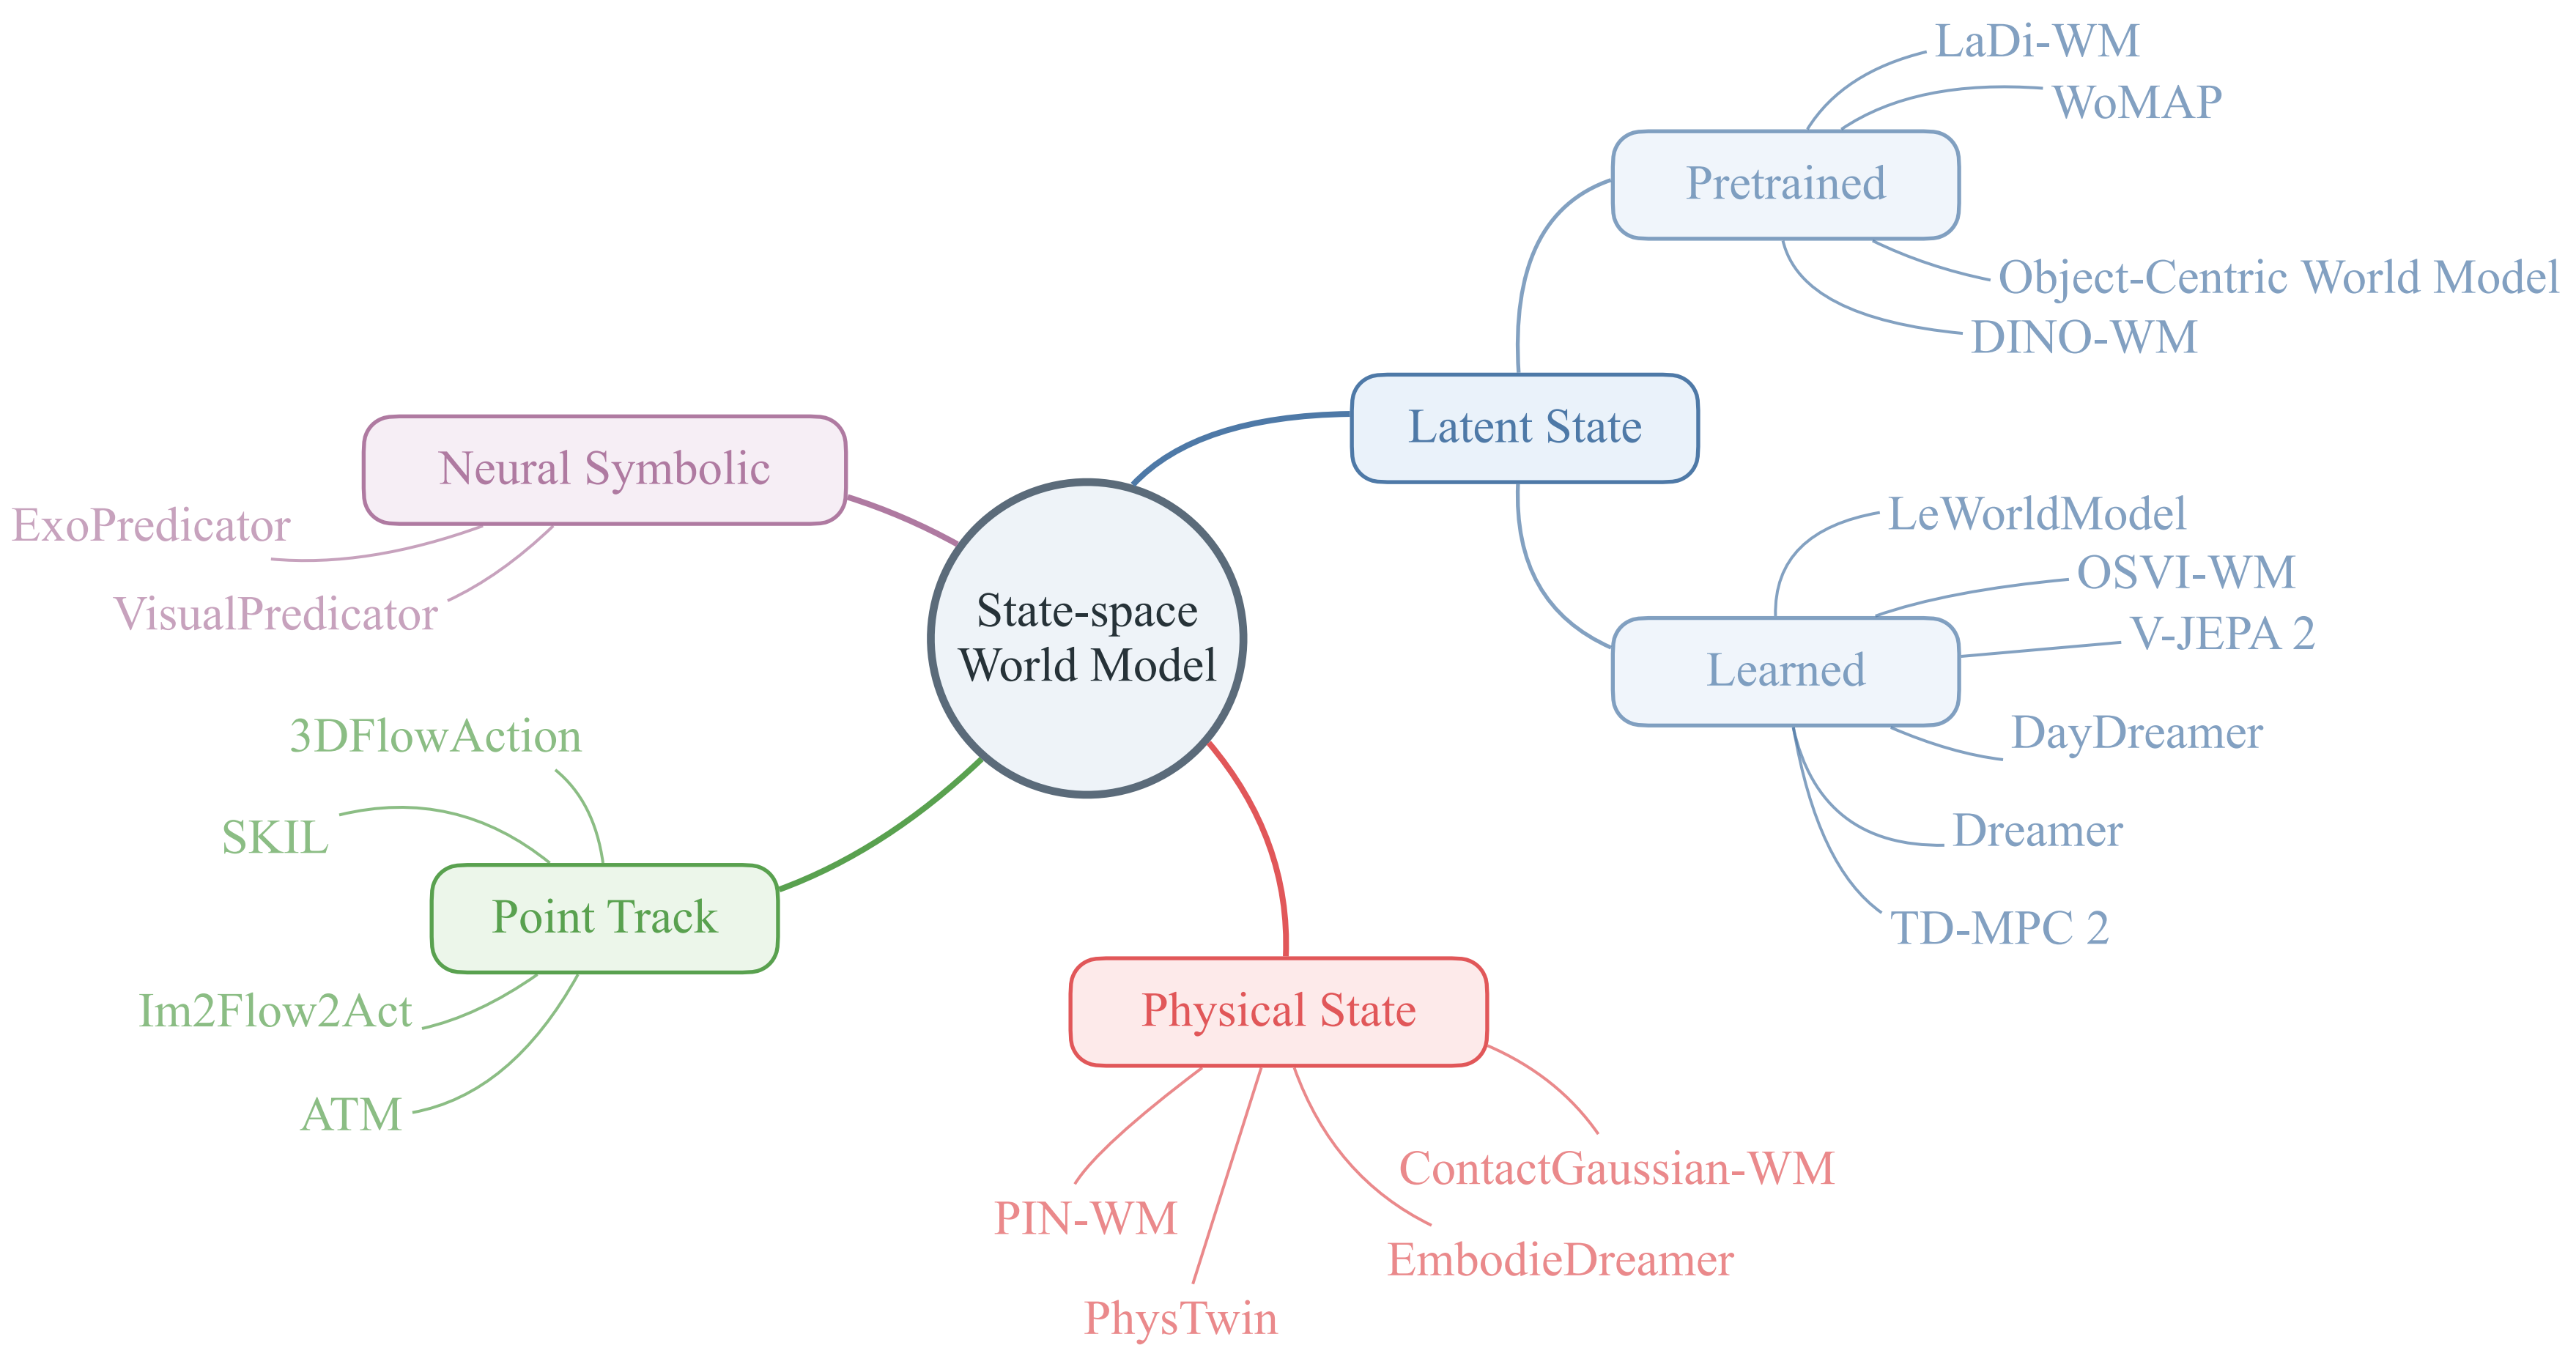 State-space
World Model
Latent State
Pretrained
LaDi-WM
WoMAP
Object-Centric World Model
DINO-WM
Learned
LeWorldModel
OSVI-WM
V-JEPA 2
DayDreamer
Dreamer
TD-MPC 2
Physical State
ContactGaussian-WM
EmbodieDreamer
PhysTwin
PIN-WM
Point Track
3DFlowAction
SKIL
Im2Flow2Act
ATM
Neural Symbolic
ExoPredicator
VisualPredicator